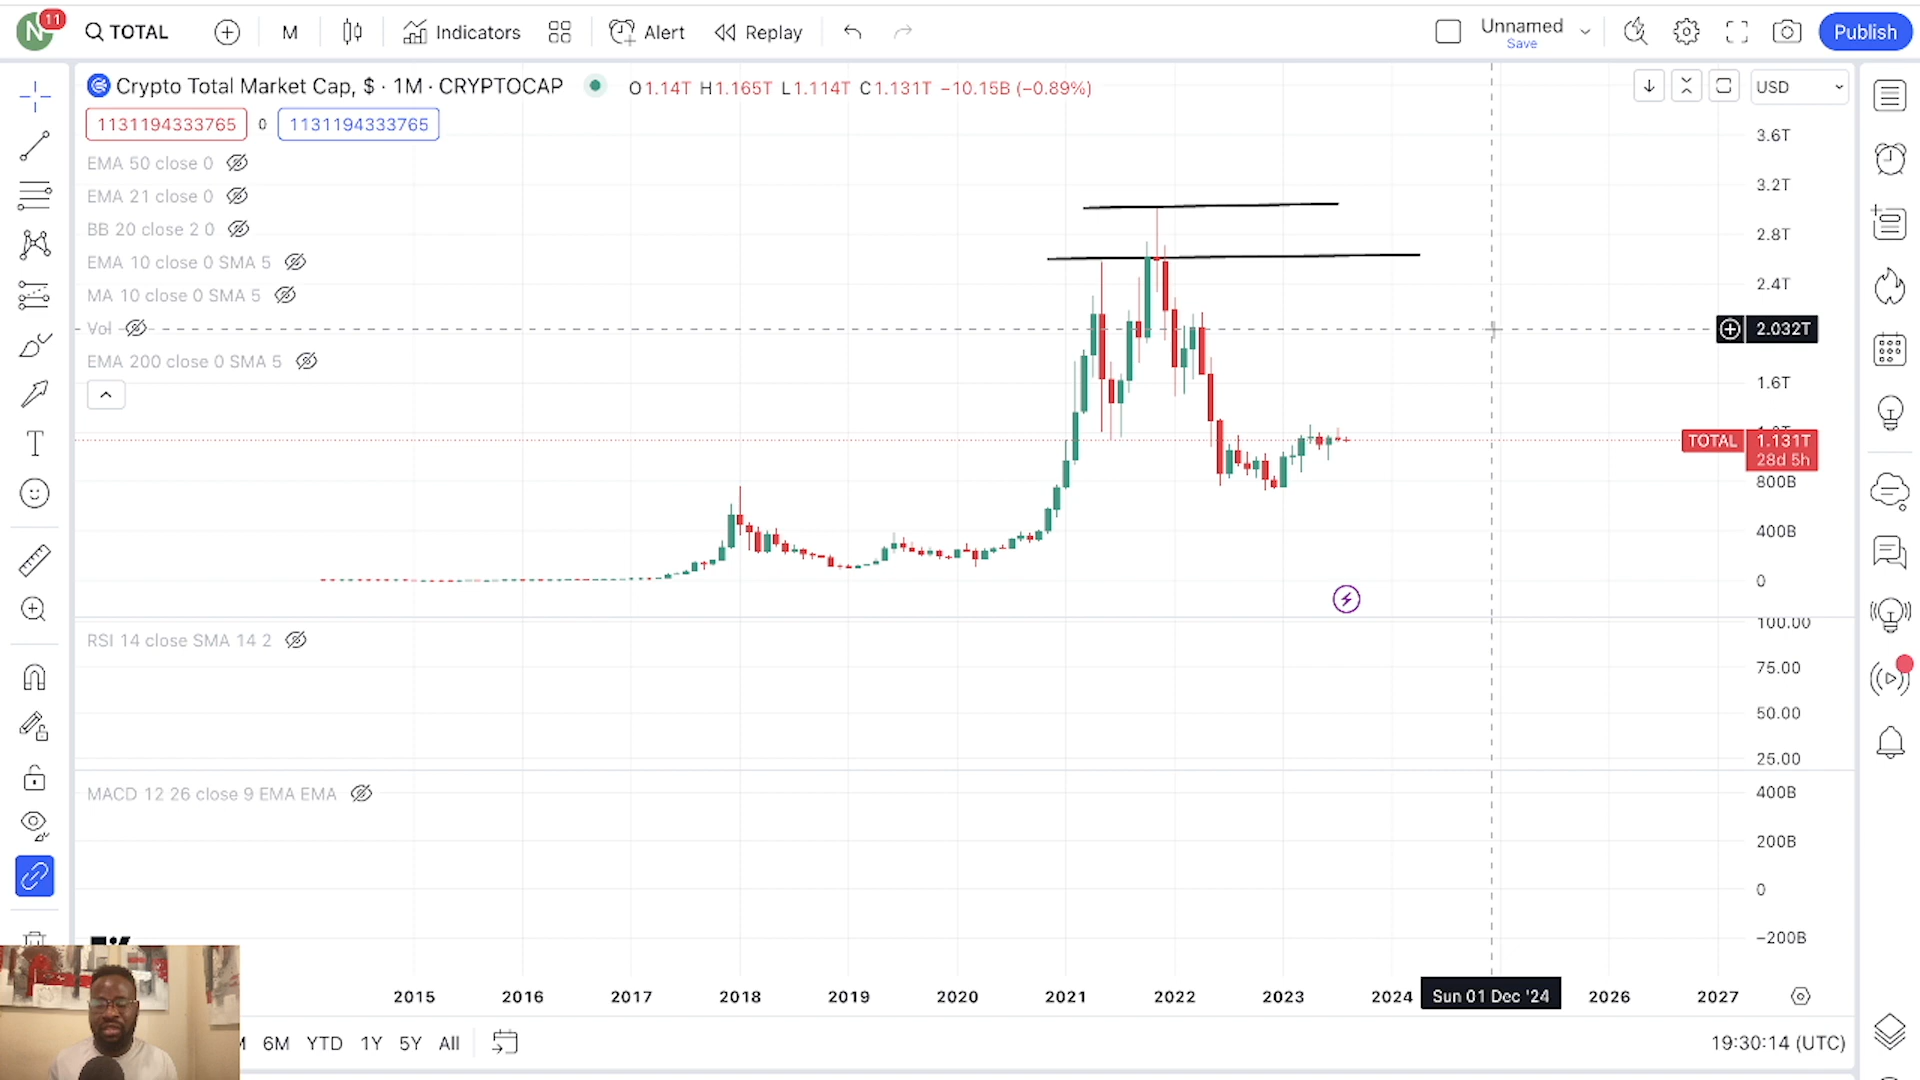 N 11 TOTAL M Indicators Alert Replay Unnamed Publish
Save
Crypto Total Market Cap, $ · 1M · CRYPTOCAP O1.14T H1.165T L1.114T C1.131T −10.15B (−0.89%) USD
1131194333765 0 1131194333765
3.6T
EMA 50 close 0
3.2T
EMA 21 close 0
BB 20 close 2 0
2.8T
EMA 10 close 0 SMA 5
2.4T
MA 10 close 0 SMA 5
Vol
2.032T
EMA 200 close 0 SMA 5
1.6T
TOTAL 1.131T
28d 5h
800B
400B
0
100.00
RSI 14 close SMA 14 2
75.00
50.00
25.00
MACD 12 26 close 9 EMA EMA
400B
200B
0
−200B
2015 2016 2017 2018 2019 2020 2021 2022 2023 2024 Sun 01 Dec '24 2026 2027
6M YTD 1Y 5Y All
19:30:14 (UTC)